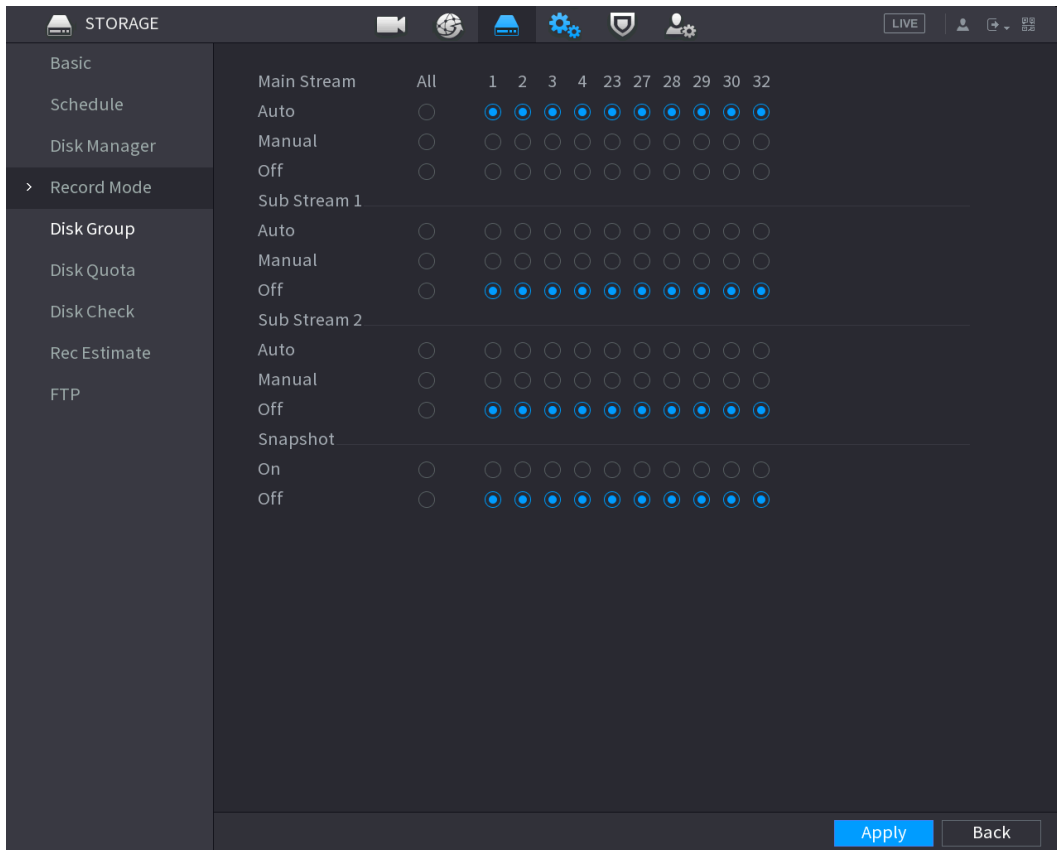 STORAGE
LIVE
Basic
Schedule
Disk Manager
Record Mode
Disk Group
Disk Quota
Disk Check
Rec Estimate
FTP
Main Stream All 1 2 3 4 23 27 28 29 30 32
Auto
Manual
Off
Sub Stream 1
Auto
Manual
Off
Sub Stream 2
Auto
Manual
Off
Snapshot
On
Off
Apply Back